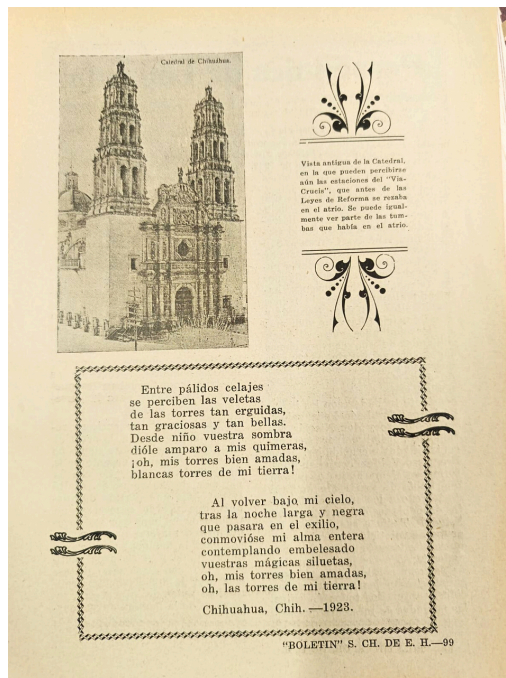 Catedral de Chihuahua.
Vista antigua de la Catedral,
en la que pueden percibirse
aún las estaciones del "Via-
Crucis", que antes de las
Leyes de Reforma se rezaba
en el atrio. Se puede igual-
mente ver parte de las tum-
bas que había en el atrio.
Entre pálidos celajes
se perciben las veletas
de las torres tan erguidas,
tan graciosas y tan bellas.
Desde niño vuestra sombra
dióle amparo a mis químeras,
¡oh, mis torres bien amadas,
blancas torres de mi tierra!
Al volver bajo mi cielo,
tras la noche larga y negra
que pasara en el exilio,
conmovióse mi alma entera
contemplando embelesado
vuestras mágicas siluetas,
oh, mis torres bien amadas,
oh, las torres de mi tierra!
Chihuahua, Chih. —1923.
"BOLETIN" S. CH. DE E. H.—99